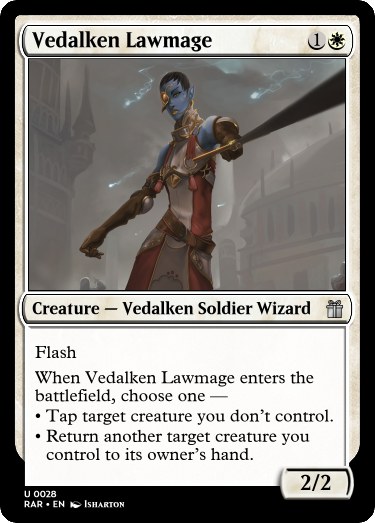 Vedalken Lawmage 1
Creature — Vedalken Soldier Wizard
Flash
When Vedalken Lawmage enters the
battlefield, choose one —
• Tap target creature you don't control.
• Return another target creature you
control to its owner's hand.
2/2
U 0028
RAR • EN Isharton